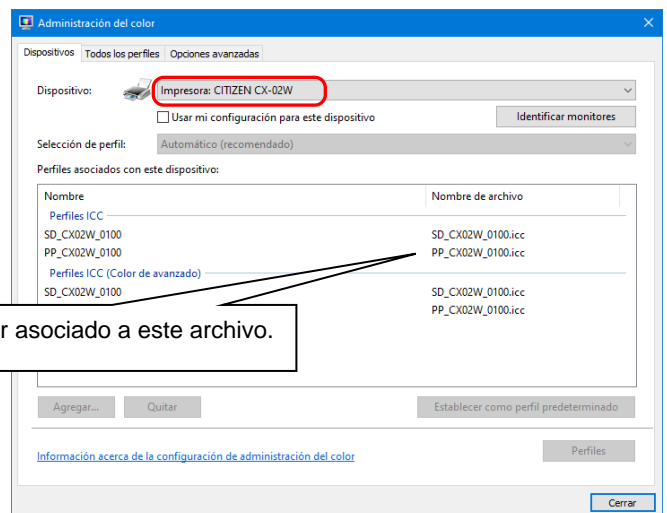 Administración del color
Dispositivos Todos los perfiles Opciones avanzadas
Dispositivo: Impresora: CITIZEN CX-02W
Usar mi configuración para este dispositivo Identificar monitores
Selección de perfil: Automático (recomendado)
Perfiles asociados con este dispositivo:
Nombre Nombre de archivo
Perfiles ICC
SD_CX02W_0100 SD_CX02W_0100.icc
PP_CX02W_0100 PP_CX02W_0100.icc
Perfiles ICC (Color de avanzado)
SD_CX02W_0100 SD_CX02W_0100.icc
PP_CX02W_0100.icc
r asociado a este archivo.
Agregar... Quitar Establecer como perfil predeterminado
Información acerca de la configuración de administración del color Perfiles
Cerrar